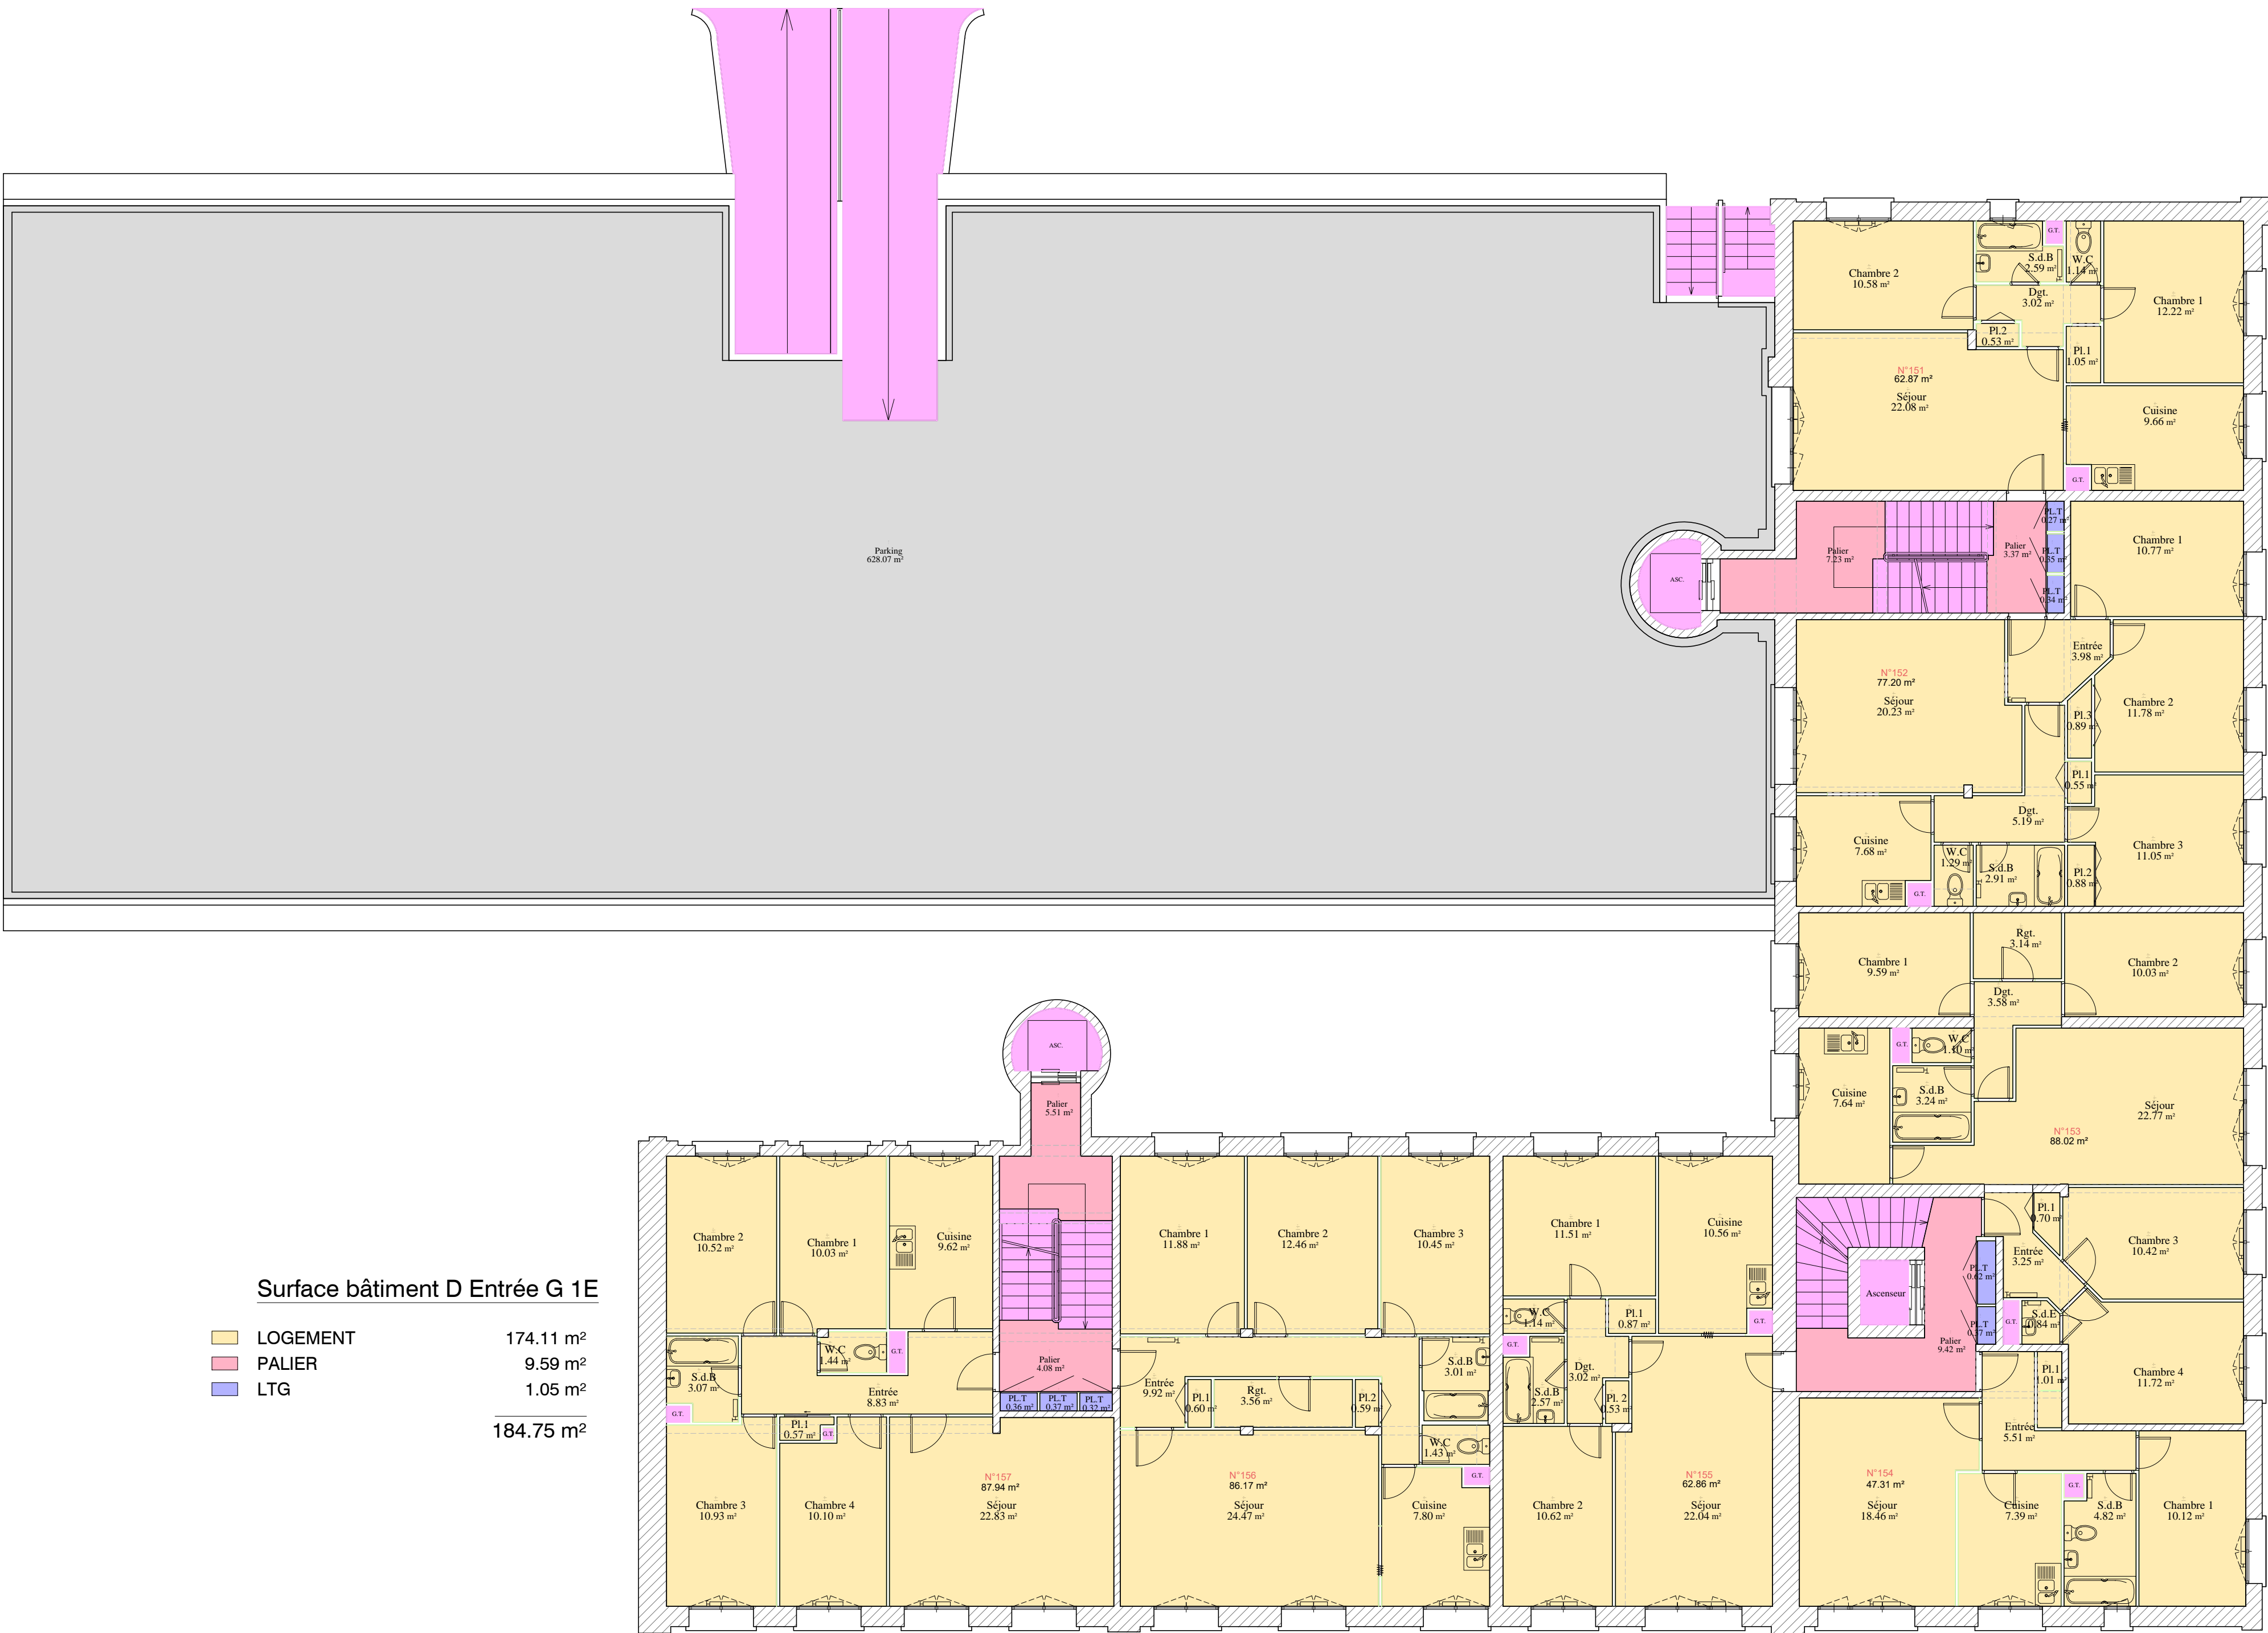 Parking
628.07 m²
ASC.
Chambre 2
10.58 m²
S.d.B
2.59 m²
G.T.
W.C
1.14 m²
Chambre 1
12.22 m²
Dgt.
3.02 m²
Pl.2
0.53 m²
Pl.1
1.05 m²
N°151
62.87 m²
Séjour
22.08 m²
Cuisine
9.66 m²
G.T.
Palier
7.23 m²
Palier
3.37 m²
PL.T
0.27 m²
PL.T
0.35 m²
PL.T
0.34 m²
Chambre 1
10.77 m²
Entrée
3.98 m²
N°152
77.20 m²
Séjour
20.23 m²
Chambre 2
11.78 m²
Pl.3
0.89 m²
Pl.1
0.55 m²
Dgt.
5.19 m²
Cuisine
7.68 m²
W.C
1.29 m²
S.d.B
2.91 m²
Pl.2
0.88 m²
Chambre 3
11.05 m²
G.T.
Chambre 1
9.59 m²
Rgt.
3.14 m²
Chambre 2
10.03 m²
Dgt.
3.58 m²
G.T.
W.C
1.10 m²
Cuisine
7.64 m²
S.d.B
3.24 m²
Séjour
22.77 m²
N°153
88.02 m²
Pl.1
0.70 m²
Chambre 3
10.42 m²
Entrée
3.25 m²
PL.T
0.62 m²
Ascenseur
G.T.
S.d.E
0.84 m²
PL.T
0.37 m²
Palier
9.42 m²
Pl.1
1.01 m²
Chambre 4
11.72 m²
Entrée
5.51 m²
N°154
47.31 m²
Séjour
18.46 m²
Cuisine
7.39 m²
G.T.
S.d.B
4.82 m²
Chambre 1
10.12 m²
ASC.
Palier
5.51 m²
Chambre 2
10.52 m²
Chambre 1
10.03 m²
Cuisine
9.62 m²
W.C
1.44 m²
G.T.
S.d.B
3.07 m²
G.T.
Entrée
8.83 m²
Pl.1
0.57 m²
G.T.
Palier
4.08 m²
PL.T
0.36 m²
PL.T
0.37 m²
PL.T
0.32 m²
Chambre 3
10.93 m²
Chambre 4
10.10 m²
N°157
87.94 m²
Séjour
22.83 m²
Chambre 1
11.88 m²
Chambre 2
12.46 m²
Chambre 3
10.45 m²
Entrée
9.92 m²
Pl.1
0.60 m²
Rgt.
3.56 m²
Pl.2
0.59 m²
S.d.B
3.01 m²
W.C
1.43 m²
G.T.
N°156
86.17 m²
Séjour
24.47 m²
Cuisine
7.80 m²
Chambre 1
11.51 m²
Cuisine
10.56 m²
W.C
1.14 m²
Pl.1
0.87 m²
G.T.
G.T.
Dgt.
3.02 m²
S.d.B
2.57 m²
Pl. 2
0.53 m²
Chambre 2
10.62 m²
N°155
62.86 m²
Séjour
22.04 m²
Surface bâtiment D Entrée G 1E
LOGEMENT 174.11 m²
PALIER 9.59 m²
LTG 1.05 m²
184.75 m²